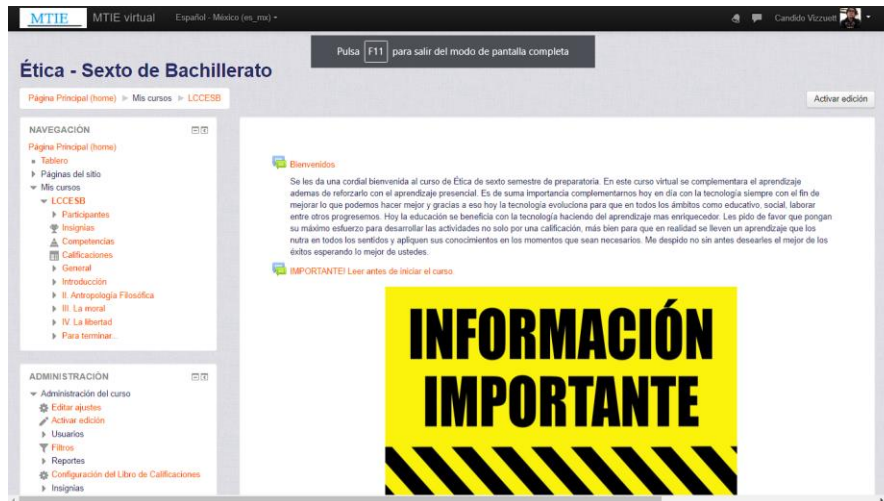 MTIE
MTIE virtual
Español - México (es_mx)
Candido Vizzuett
Pulsa F11 para salir del modo de pantalla completa
Ética - Sexto de Bachillerato
Página Principal (home) Mis cursos LCCESB
Activar edición
NAVEGACIÓN
Página Principal (home)
Tablero
Páginas del sitio
Mis cursos
LCCESB
Participantes
Insignias
Competencias
Calificaciones
General
Introducción
II. Antropología Filosófica
III. La moral
IV. La libertad
Para terminar...
ADMINISTRACIÓN
Administración del curso
Editar ajustes
Activar edición
Usuarios
Filtros
Reportes
Configuración del Libro de Calificaciones
Insignias
Bienvenidos
Se les da una cordial bienvenida al curso de Ética de sexto semestre de preparatoria. En este curso virtual se complementara el aprendizaje
ademas de reforzarlo con el aprendizaje presencial. Es de suma importancia complementarnos hoy en día con la tecnología siempre con el fin de
mejorar lo que podemos hacer mejor y gracias a eso hoy la tecnología evoluciona para que en todos los ámbitos como educativo, social, laborar
entre otros progresemos. Hoy la educación se beneficia con la tecnología haciendo del aprendizaje mas enriquecedor. Les pido de favor que pongan
su máximo esfuerzo para desarrollar las actividades no solo por una calificación, más bien para que en realidad se lleven un aprendizaje que los
nutra en todos los sentidos y apliquen sus conocimientos en los momentos que sean necesarios. Me despido no sin antes desearles el mejor de los
éxitos esperando lo mejor de ustedes.
IMPORTANTE! Leer antes de iniciar el curso
INFORMACIÓN
IMPORTANTE